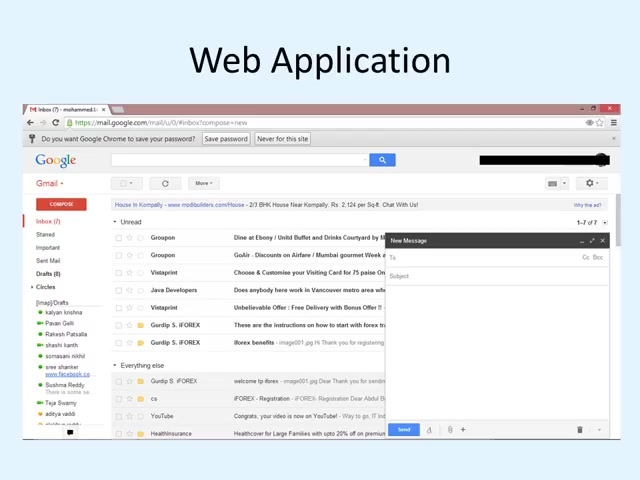 Web Application
Inbox (7) - mohammed.
https://mail.google.com/mail/u/0/#inbox?compose=new
Do you want Google Chrome to save your password? Save password Never for this site
Google
Gmail More
COMPOSE
House In Kompally - www.modibuilders.com/House - 2/3 BHK House Near Kompally. Rs. 2,124 per Sq-ft. Chat With Us! Why this ad?
Inbox (7)
Starred
Important
Sent Mail
Drafts (8)
Circles
[Imap]/Drafts
kalyan krishna
Pavan Gelli
Rakesh Patsalla
shashi kanth
somasani nikhil
sree shanker
www.facebook.co...
Sushma Reddy
There is some se...
Teja Swamy
aditya vaddi
Unread 1–7 of 7
Groupon Dine at Ebony / Unltd Buffet and Drinks Courtyard by M
Groupon GoAir - Discounts on Airfare / Mumbai gourmet Week a
Vistaprint Choose & Customise your Visiting Card for 75 paise On
Java Developers Does anybody here work in Vancouver metro area whe
Vistaprint Unbelievable Offer : Free Delivery with Bonus Offer !!
Gurdip S. iFOREX These are the instructions on how to start with forex tra
Gurdip S. iFOREX iforex benefits - image001.jpg Hi Thank you for registering
Everything else
Gurdip S. iFOREX welcome tp iforex - image001.jpg Dear Thank you for sendin
cs iFOREX - Registration - iFOREX- Registration Dear Abdul R
YouTube Congrats, your video is now on YouTube! - Way to go, IT Ind
HealthInsurance Healthcover for Large Families with upto 20% off on premium
New Message
To Cc Bcc
Subject
Send